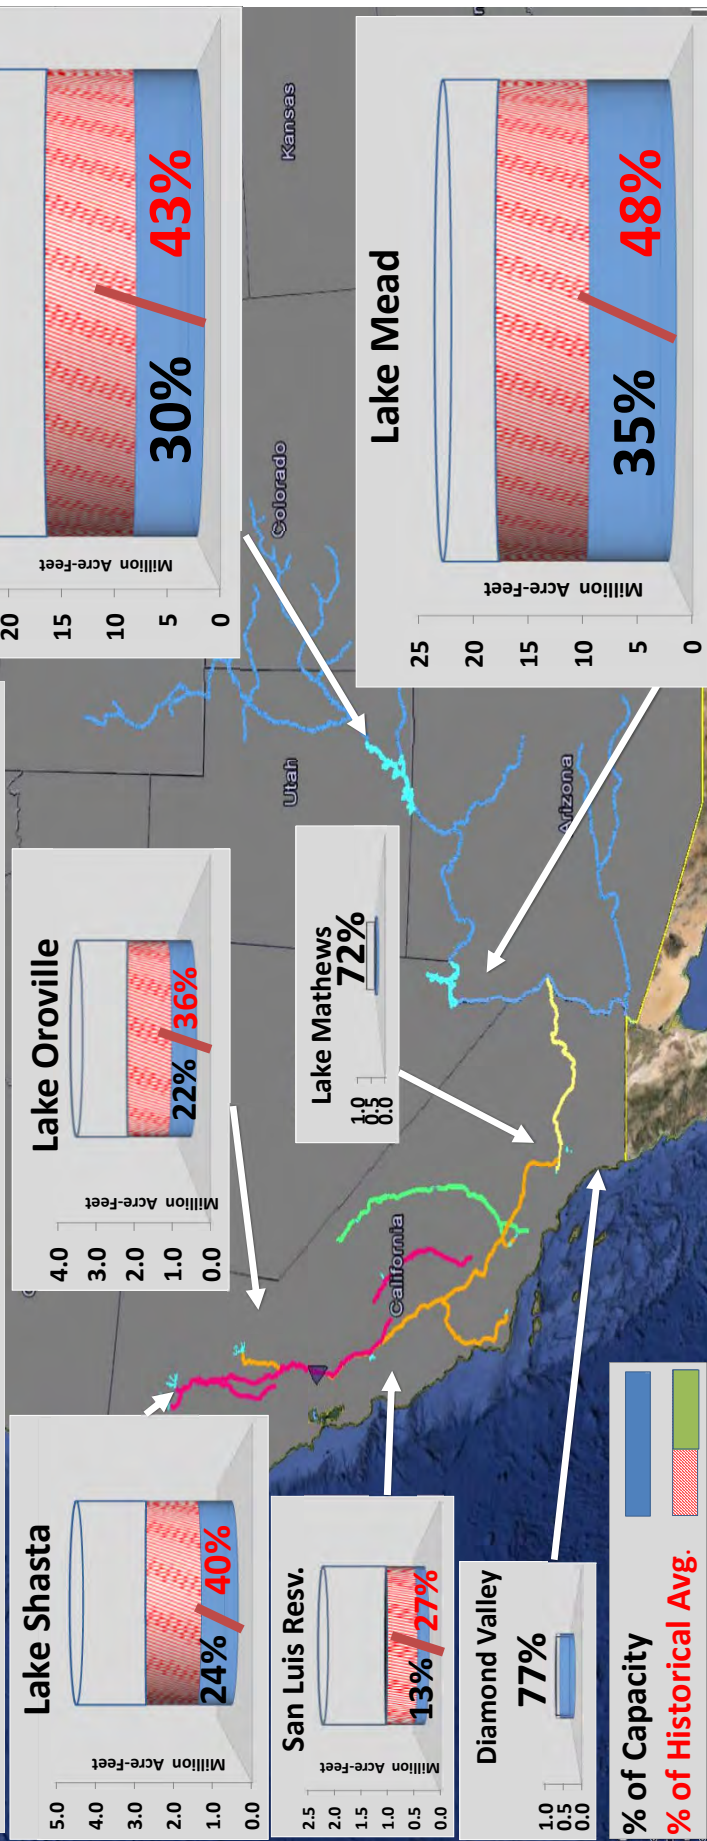 Lake Shasta
5.0
4.0
3.0
2.0
1.0
0.0
Million Acre-Feet
24%
40%
San Luis Resv.
2.5
2.0
1.5
1.0
0.5
0.0
Million Acre-Feet
13%
27%
Diamond Valley
1.0
0.5
0.0
77%
% of Capacity
% of Historical Avg.
Lake Oroville
4.0
3.0
2.0
1.0
0.0
Million Acre-Feet
22%
36%
Lake Mathews
1.0
0.5
0.0
72%
California
Utah
Arizona
Colorado
Kansas
20
15
10
5
0
Million Acre-Feet
30%
43%
Lake Mead
25
20
15
10
5
0
Million Acre-Feet
35%
48%